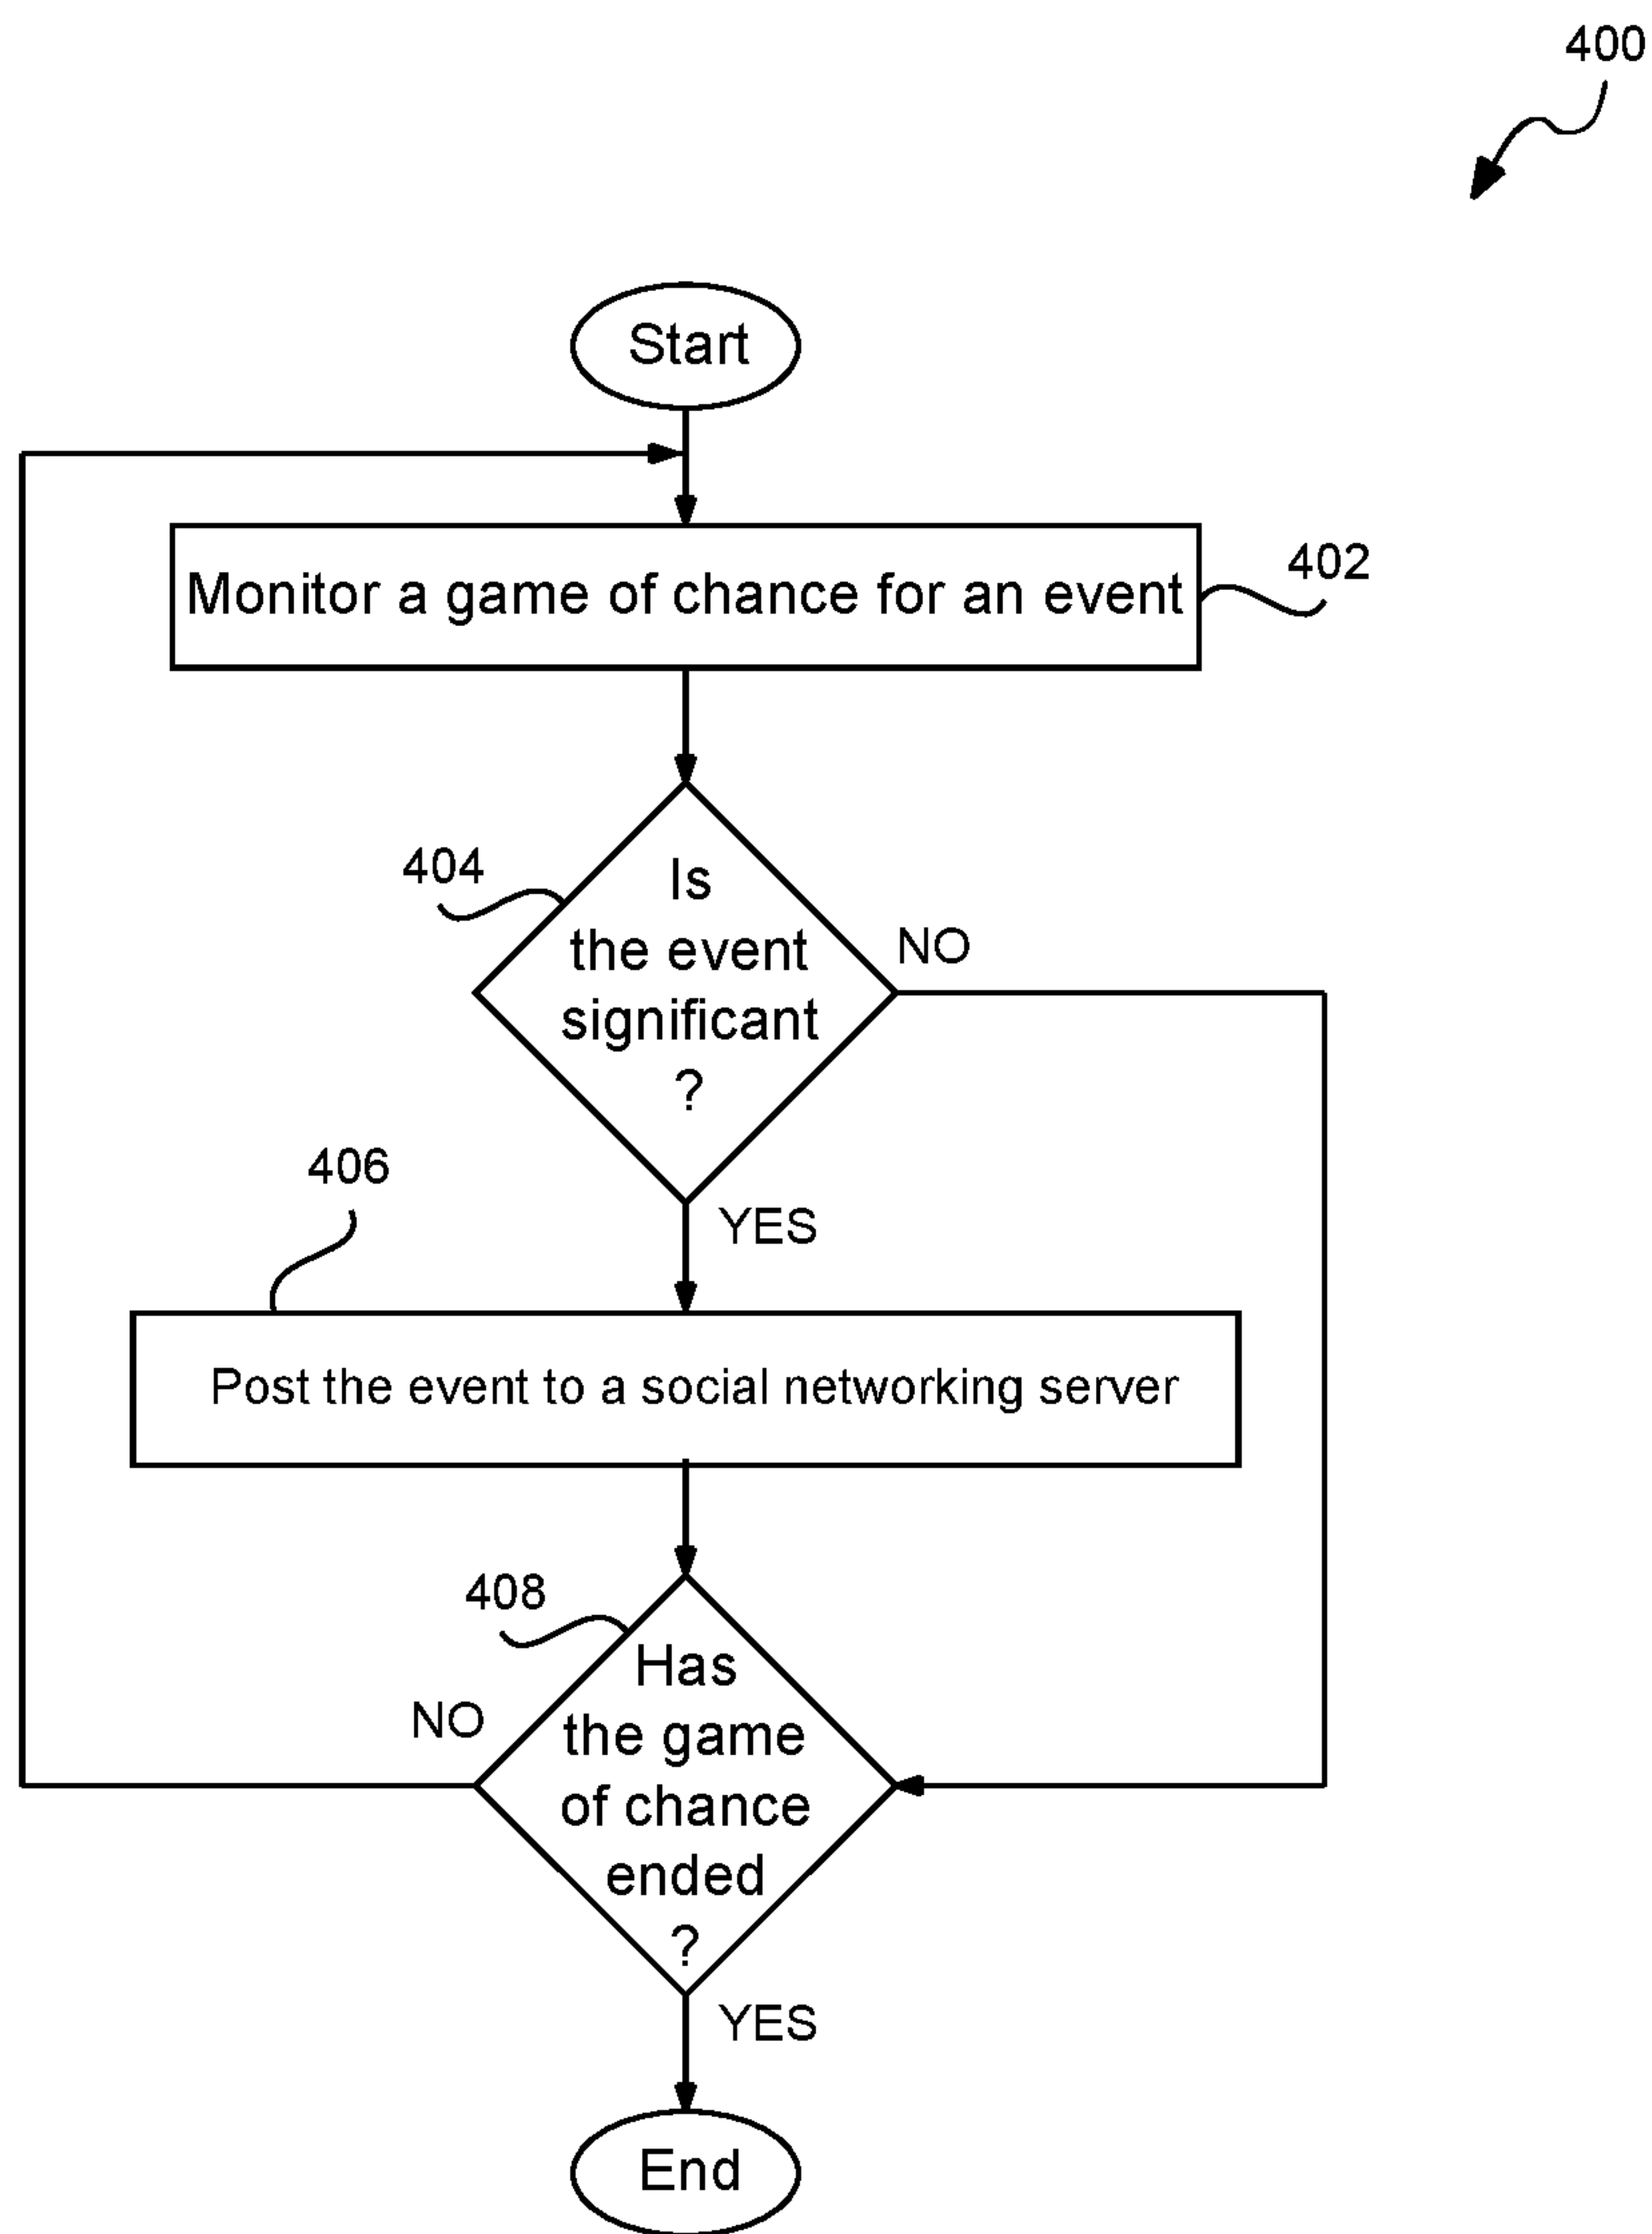 400
Start
Monitor a game of chance for an event
402
404
Is
the event
significant
?
NO
YES
406
Post the event to a social networking server
408
Has
the game
of chance
ended
?
NO
YES
End